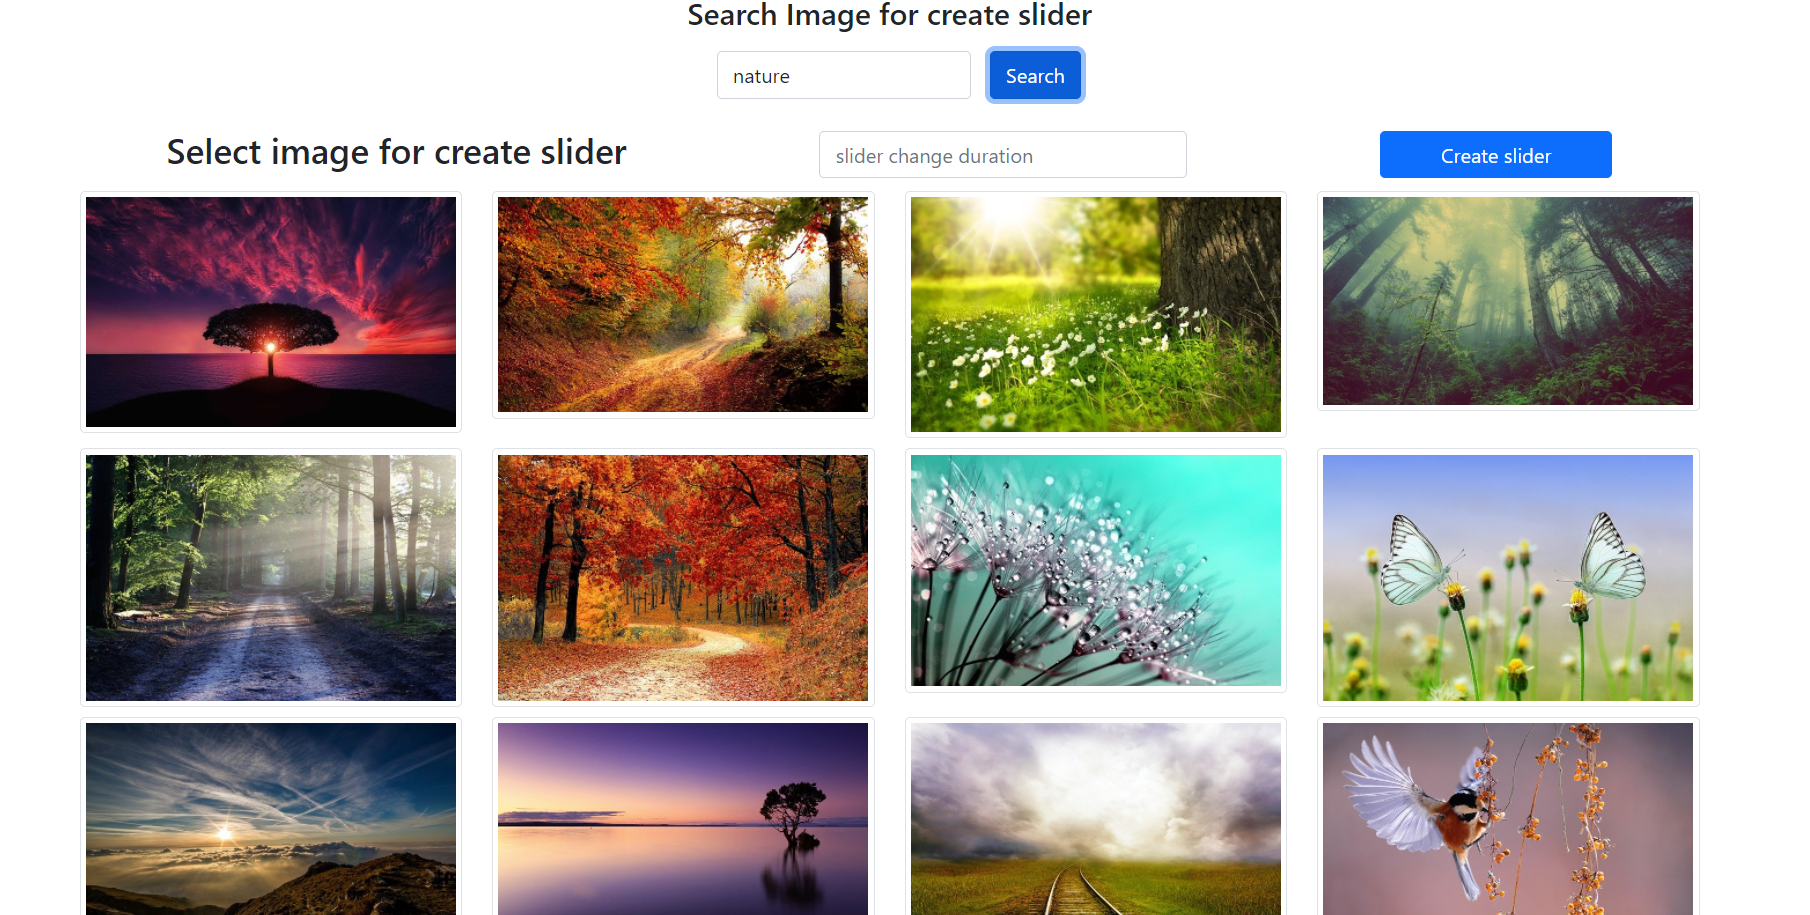 Search Image for create slider
nature
Search
Select image for create slider
slider change duration
Create slider